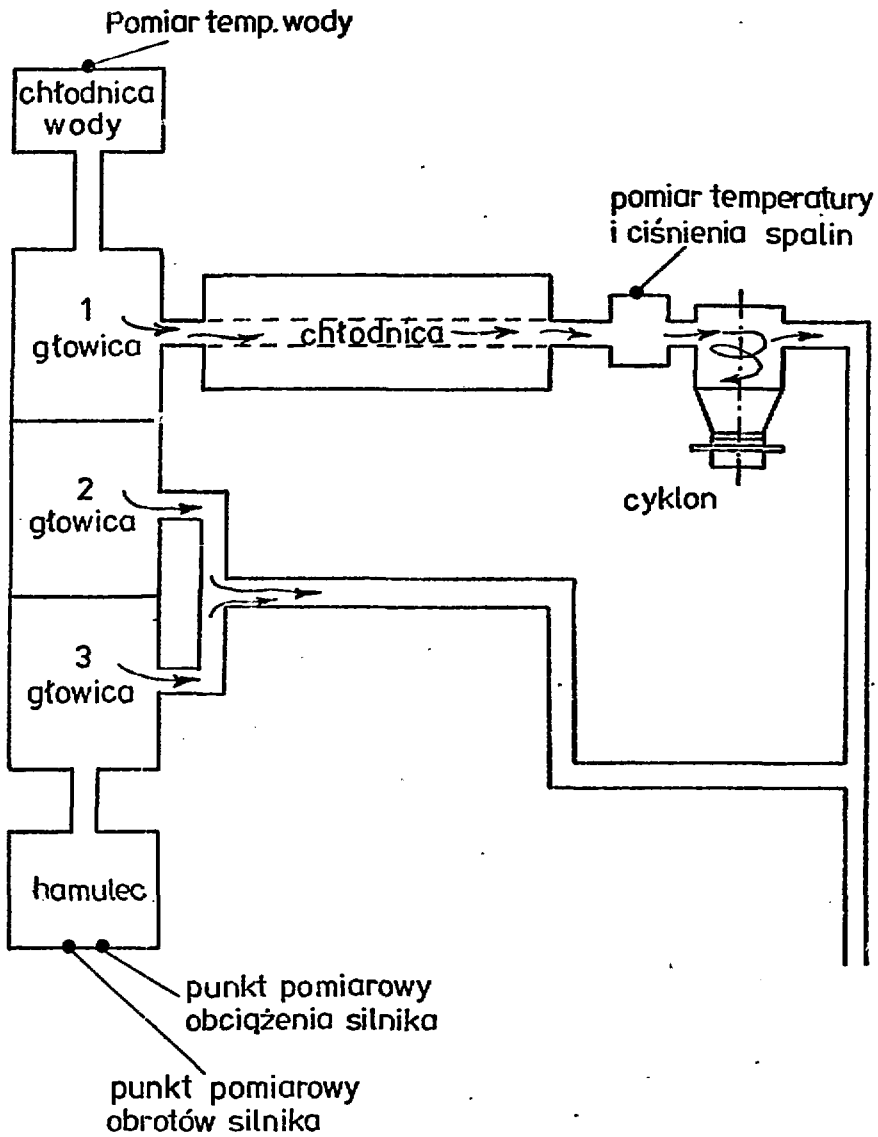 Pomiar temp. wody
chłodnica
wody
pomiar temperatury
i ciśnienia spalin
1
głowica
chłodnica
2
głowica
cyklon
3
głowica
hamulec
punkt pomiarowy
obciążenia silnika
punkt pomiarowy
obrotów silnika